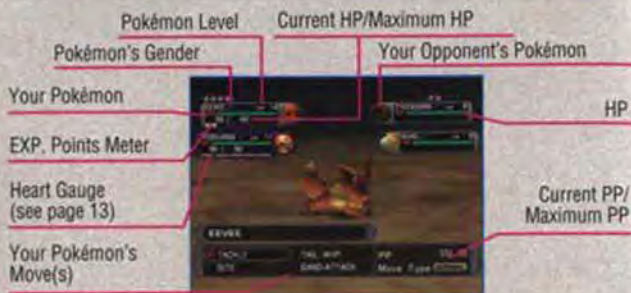 Pokémon Level
Current HP/Maximum HP
Pokémon's Gender
Your Opponent's Pokémon
Your Pokémon
HP
EXP. Points Meter
Heart Gauge
(see page 13)
Current PP/
Maximum PP
Your Pokémon's
Move(s)
EEVEE
TACKLE
TAIL WHIP
PP
BITE
SAND-ATTACK
Move Type